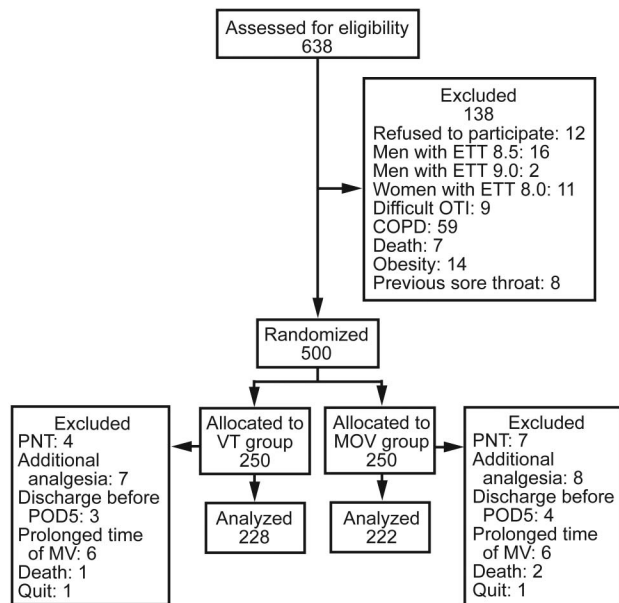 Assessed for eligibility
638
Excluded
138
Refused to participate: 12
Men with ETT 8.5: 16
Men with ETT 9.0: 2
Women with ETT 8.0: 11
Difficult OTI: 9
COPD: 59
Death: 7
Obesity: 14
Previous sore throat: 8
Randomized
500
Excluded
PNT: 4
Additional
analgesia: 7
Discharge before
POD5: 3
Prolonged time
of MV: 6
Death: 1
Quit: 1
Allocated to
VT group
250
Allocated to
MOV group
250
Excluded
PNT: 7
Additional
analgesia: 8
Discharge before
POD5: 4
Prolonged time
of MV: 6
Death: 2
Quit: 1
Analyzed
228
Analyzed
222